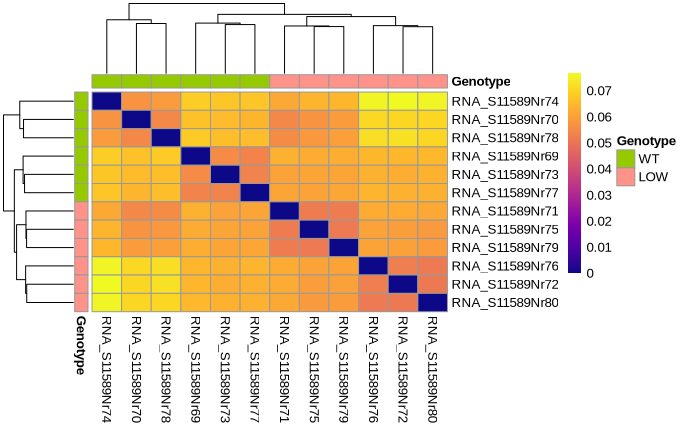 Genotype
RNA_S11589Nr74
RNA_S11589Nr70
RNA_S11589Nr78
RNA_S11589Nr69
RNA_S11589Nr73
RNA_S11589Nr77
RNA_S11589Nr71
RNA_S11589Nr75
RNA_S11589Nr79
RNA_S11589Nr76
RNA_S11589Nr72
RNA_S11589Nr80
0.07
0.06
0.05
0.04
0.03
0.02
0.01
0
Genotype
WT
LOW
Genotype
RNA_S11589Nr74
RNA_S11589Nr70
RNA_S11589Nr78
RNA_S11589Nr69
RNA_S11589Nr73
RNA_S11589Nr77
RNA_S11589Nr71
RNA_S11589Nr75
RNA_S11589Nr79
RNA_S11589Nr76
RNA_S11589Nr72
RNA_S11589Nr80